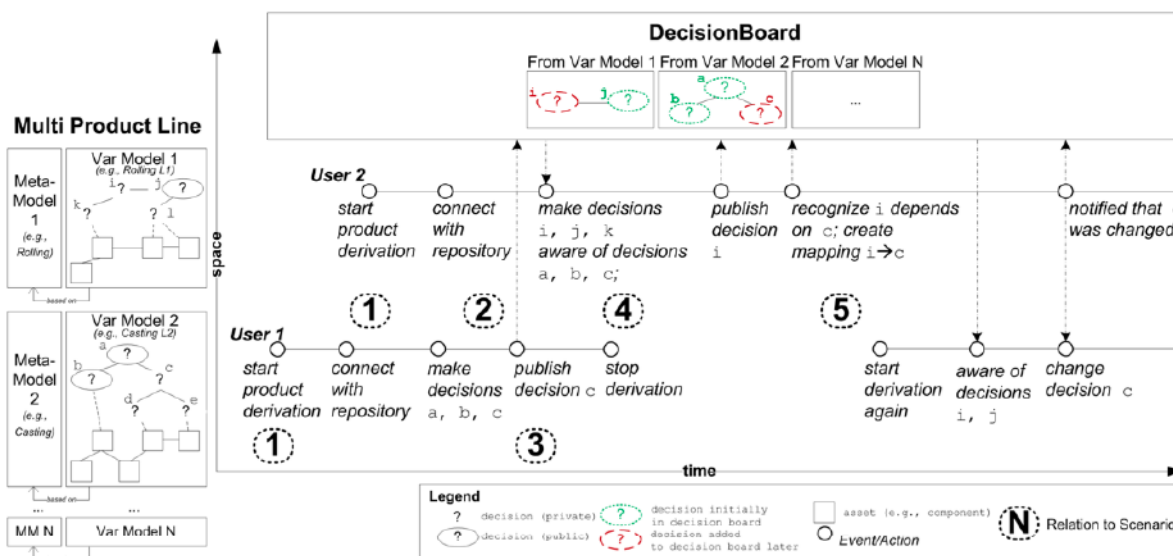 DecisionBoard
From Var Model 1 From Var Model 2 From Var Model N
i ? j ?
a ? b ? c ?
...
Multi Product Line
Meta-
Model
1
(e.g.,
Rolling)
Var Model 1
(e.g., Rolling L1)
i ? j ?
k ? ? l
based on
Meta-
Model
2
(e.g.,
Casting)
Var Model 2
(e.g., Casting L2)
a ?
b ? ? c
d ? e ?
based on
... ...
MM N Var Model N
space
User 2
start
product
derivation
connect
with
repository
make decisions
i, j, k
aware of decisions
a, b, c;
publish
decision
i
recognize i depends
on c; create
mapping i→c
notified that
was changed
1 2 4 5
User 1
start
product
derivation
connect
with
repository
make
decisions
a, b, c
publish
decision c
stop
derivation
start
derivation
again
aware of
decisions
i, j
change
decision c
1 3
time
Legend
? decision (private)
? decision (public)
? decision initially
in decision board
? decision added
to decision board later
asset (e.g., component)
Event/Action
N Relation to Scenario